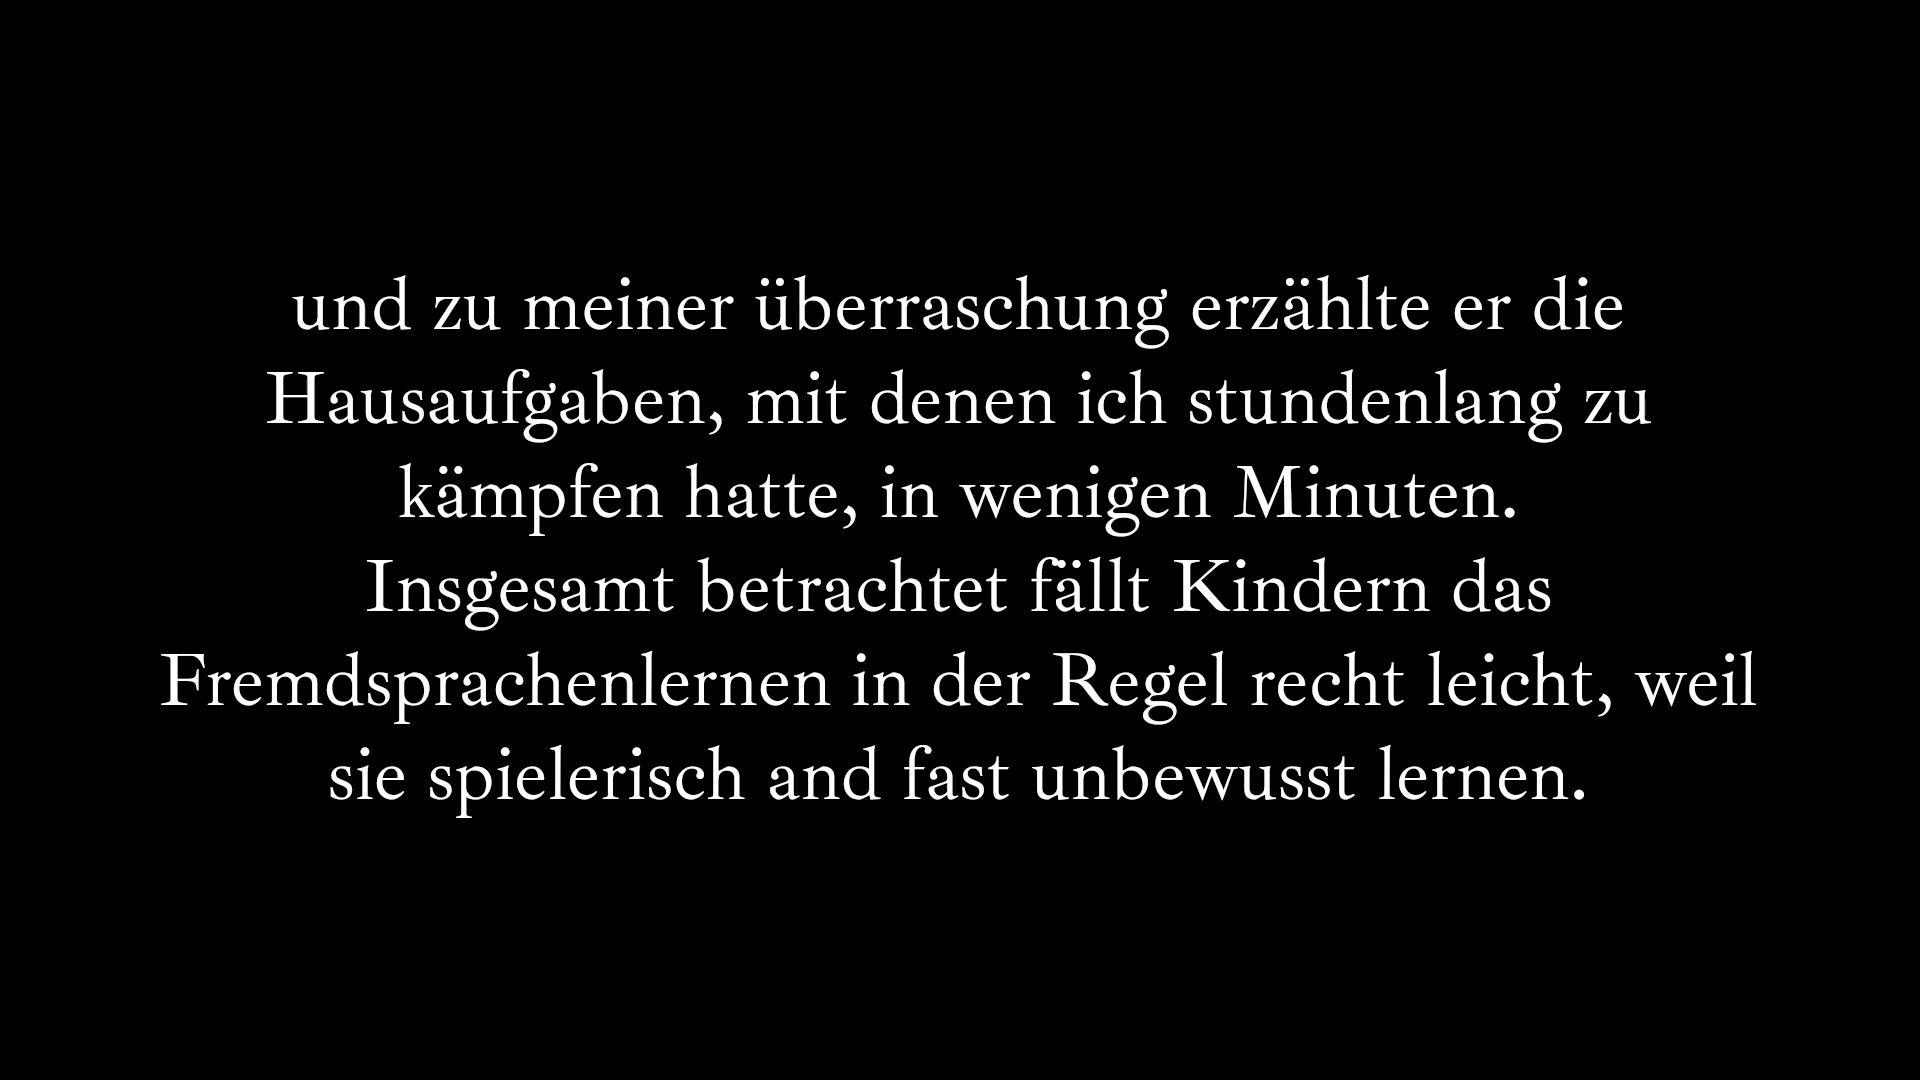 und zu meiner überraschung erzählte er die
Hausaufgaben, mit denen ich stundenlang zu
kämpfen hatte, in wenigen Minuten.
Insgesamt betrachtet fällt Kindern das
Fremdsprachenlernen in der Regel recht leicht, weil
sie spielerisch and fast unbewusst lernen.